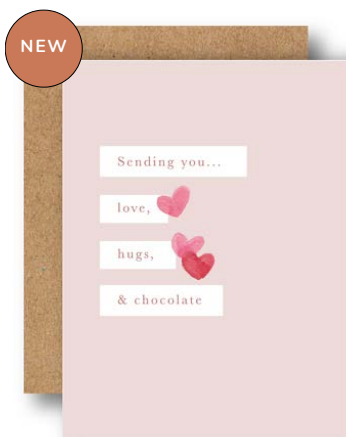 NEW
Sending you...
love,
hugs,
& chocolate